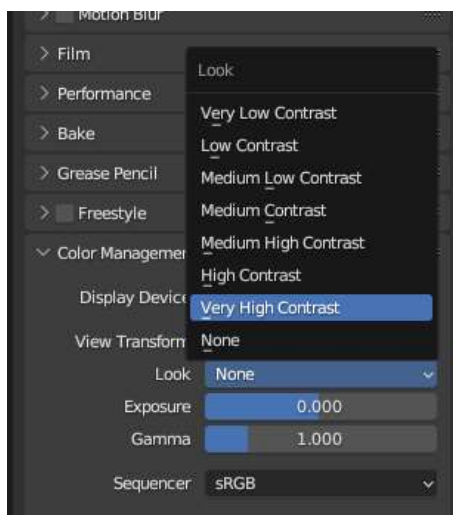 Motion Blur
Film
Look
Performance
Very Low Contrast
Bake
Low Contrast
Grease Pencil
Medium Low Contrast
Freestyle
Medium Contrast
Color Managemen
Medium High Contrast
High Contrast
Display Device
Very High Contrast
View Transform
None
Look None
Exposure 0.000
Gamma 1.000
Sequencer sRGB